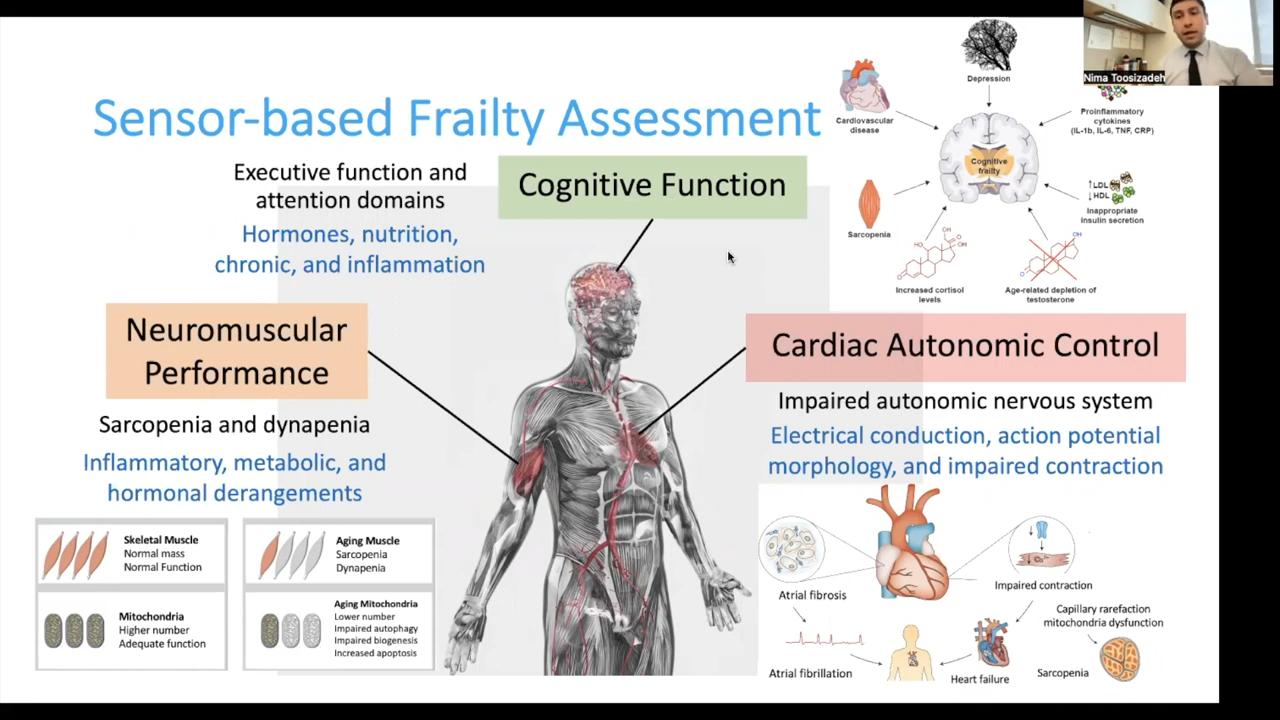 Nima Toosizadeh
Sensor-based Frailty Assessment
Executive function and
attention domains
Hormones, nutrition,
chronic, and inflammation
Cognitive Function
Depression
Cardiovascular
disease
Proinflammatory
cytokines
(IL-1b, IL-6, TNF, CRP)
Cognitive
frailty
↑LDL
↓HDL
Inappropriate
insulin secretion
Sarcopenia
OH
HO
OH
O
OH
O
Increased cortisol
levels
Age-related depletion of
testosterone
Neuromuscular
Performance
Sarcopenia and dynapenia
Inflammatory, metabolic, and
hormonal derangements
Cardiac Autonomic Control
Impaired autonomic nervous system
Electrical conduction, action potential
morphology, and impaired contraction
Skeletal Muscle
Normal mass
Normal Function
Aging Muscle
Sarcopenia
Dynapenia
Mitochondria
Higher number
Adequate function
Aging Mitochondria
Lower number
Impaired autophagy
Impaired biogenesis
Increased apoptosis
Atrial fibrosis
Impaired contraction
Capillary rarefaction
mitochondria dysfunction
Atrial fibrillation
Heart failure
Sarcopenia